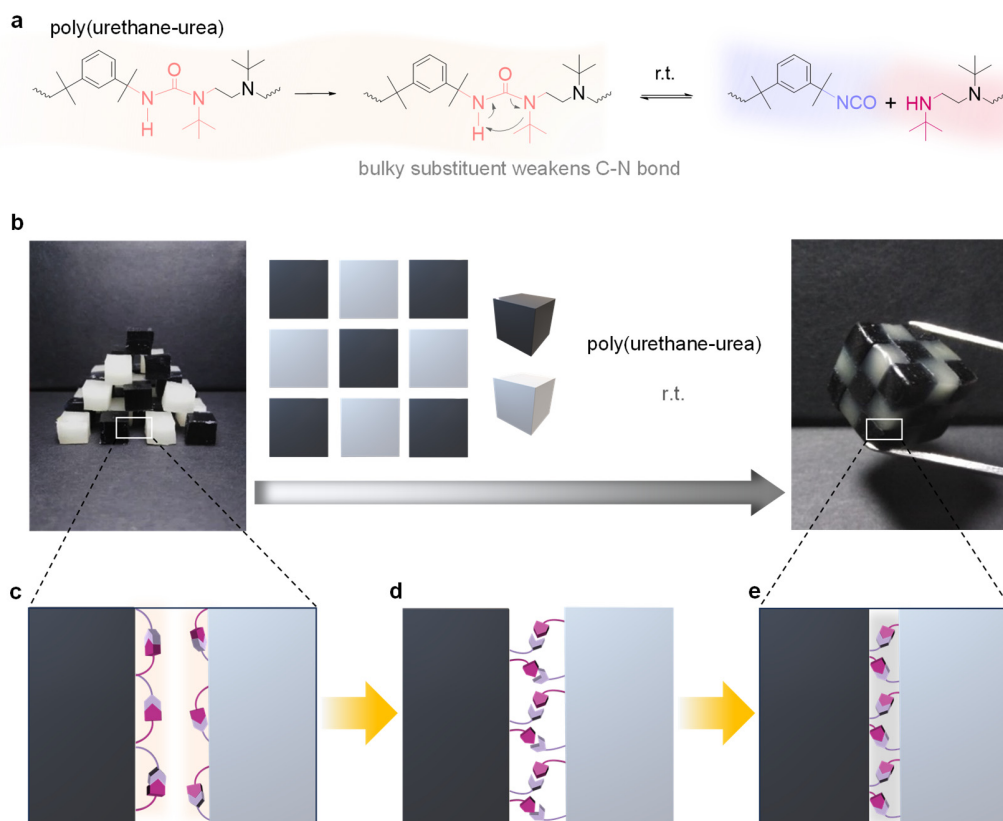 a
poly(urethane-urea)
O
N
H
N
N
O
N
H
N
N
r.t.
NCO
+
HN
N
bulky substituent weakens C-N bond
b
poly(urethane-urea)
r.t.
c
d
e